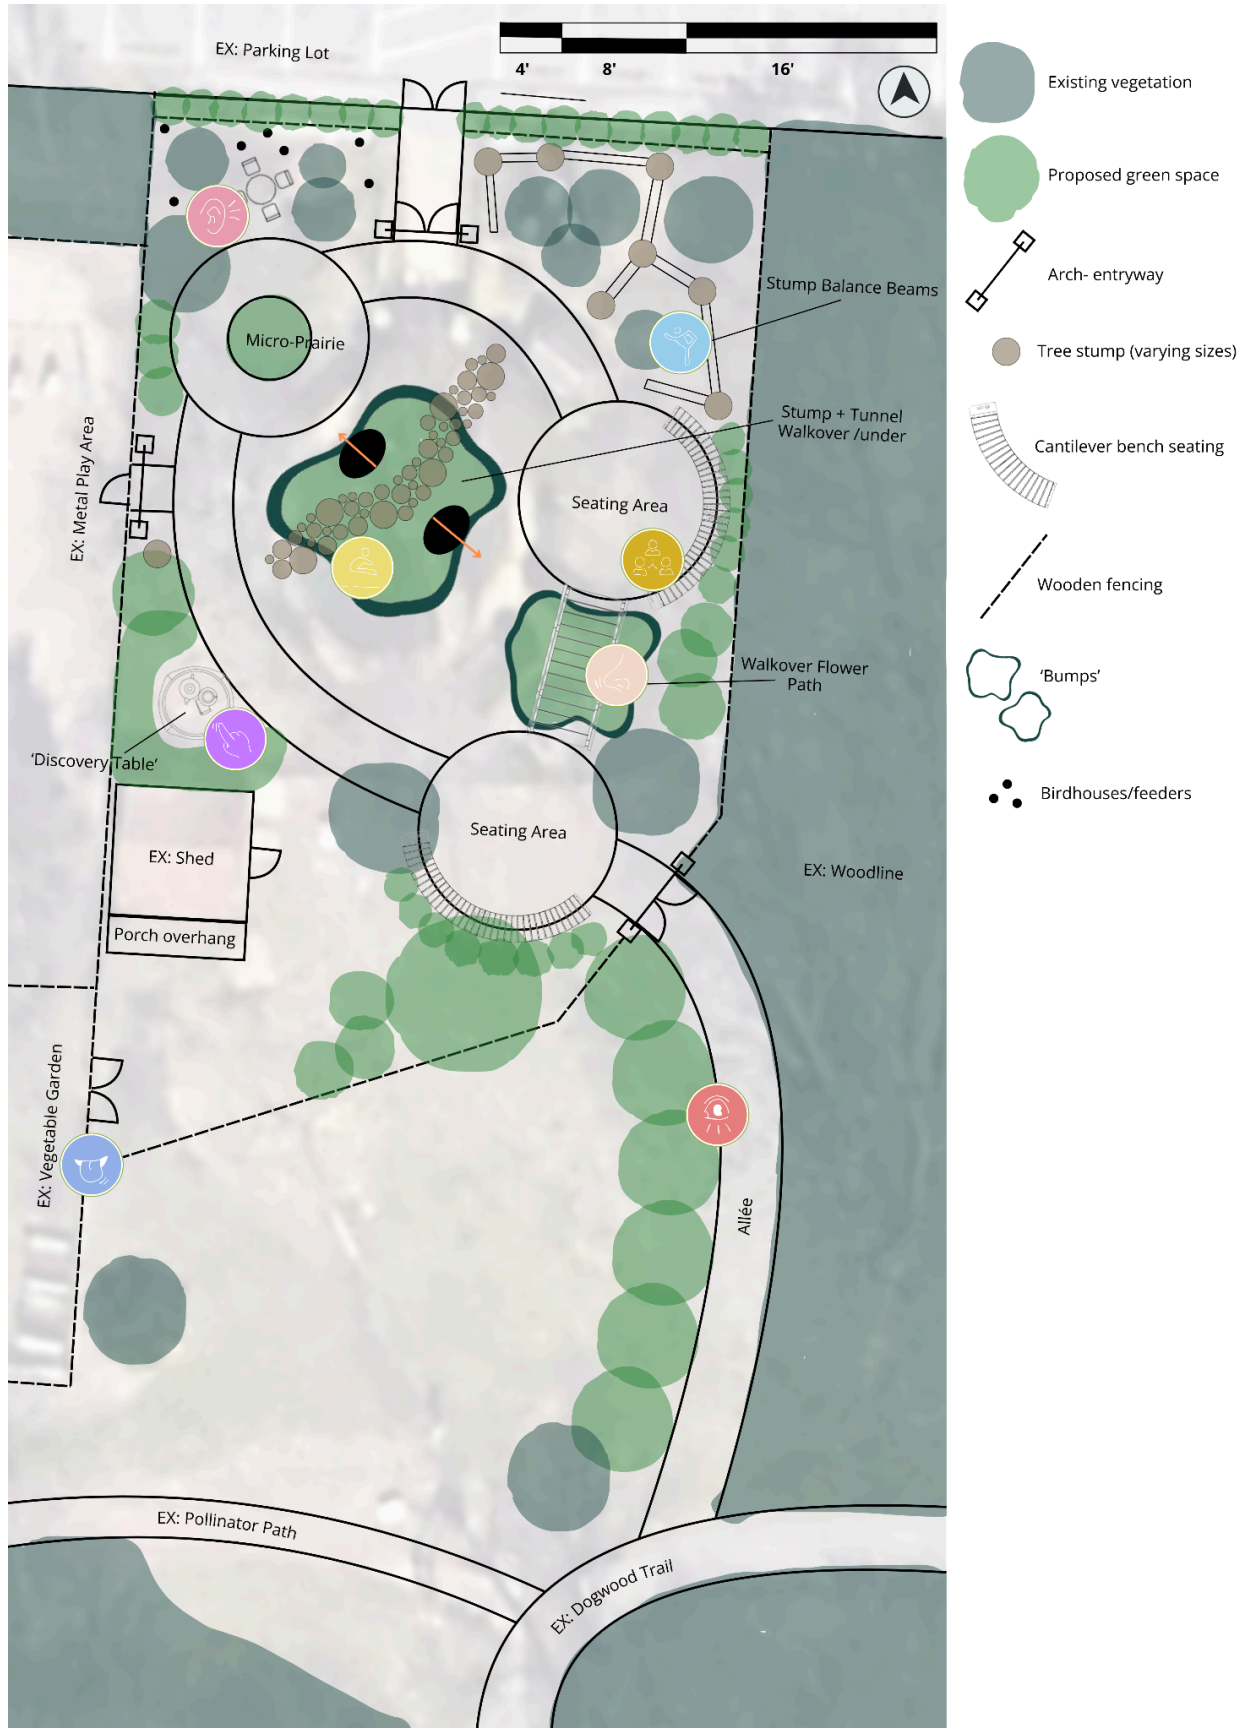 EX: Parking Lot
4'
8'
16'
Existing vegetation
Proposed green space
Arch- entryway
Stump Balance Beams
Micro-Prairie
Tree stump (varying sizes)
Stump + Tunnel
Walkover /under
Cantilever bench seating
EX: Metal Play Area
Seating Area
Wooden fencing
Walkover Flower
Path
'Bumps'
'Discovery Table'
Birdhouses/feeders
Seating Area
EX: Shed
EX: Woodline
Porch overhang
EX: Vegetable Garden
Allée
EX: Pollinator Path
EX: Dogwood Trail